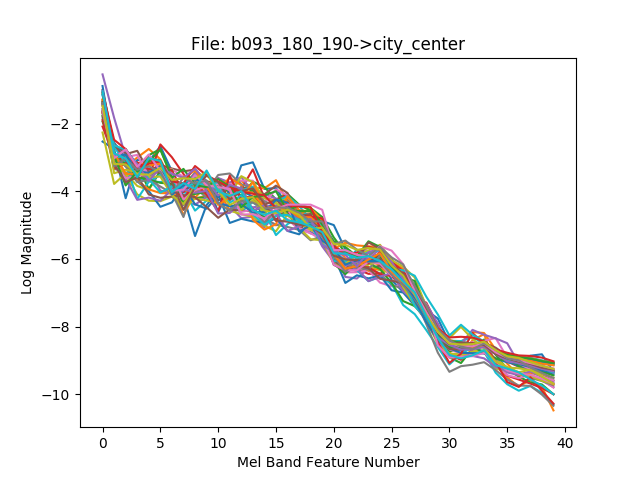 File: b093_180_190->city_center
−2
−4
−6
−8
−10
Log Magnitude
0 5 10 15 20 25 30 35 40
Mel Band Feature Number